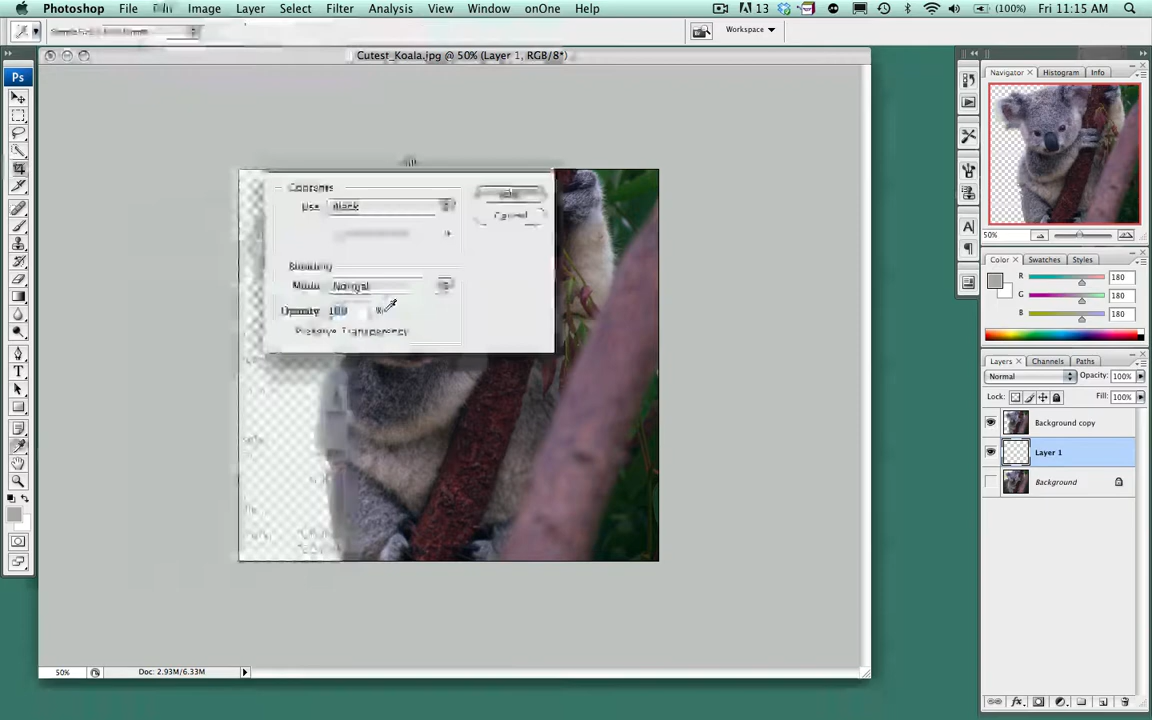 Photoshop File Edit Image Layer Select Filter Analysis View Window onOne Help 13 (100%) Fri 11:15 AM
Workspace
Cutest_Koala.jpg @ 50% (Layer 1, RGB/8*)
Ps
Navigator Histogram Info
50%
Contents
Use: Black
Cancel
Blending
Mode: Normal
Opacity: 100 %
Preserve Transparency
Color Swatches Styles
R 180
G 180
B 180
Layers Channels Paths
Normal Opacity: 100%
Lock: Fill: 100%
Background copy
Layer 1
Background
50% Doc: 2.93M/6.33M